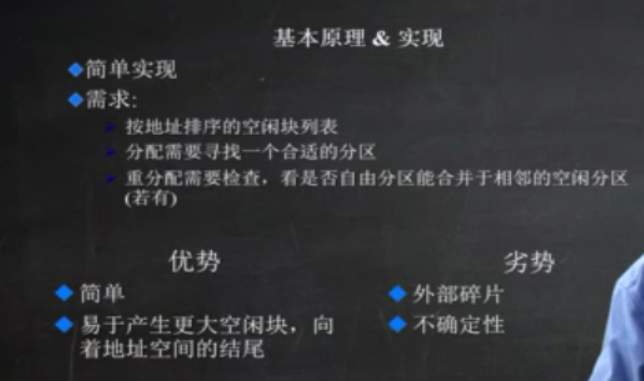 基本原理 & 实现
简单实现
需求:
按地址排序的空闲块列表
分配需要寻找一个合适的分区
重分配需要检查，看是否自由分区能合并于相邻的空闲分区
(若有)
优势
简单
易于产生更大空闲块，向
着地址空间的结尾
劣势
外部碎片
不确定性